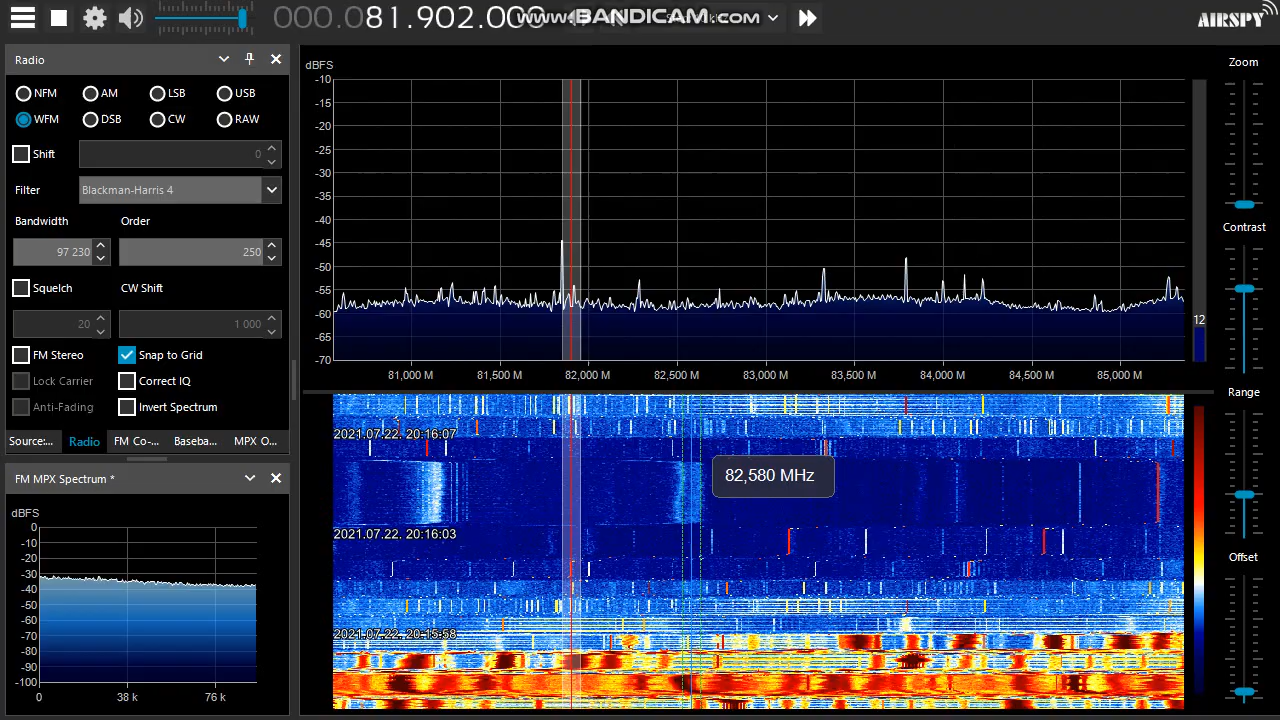 000.081.902.000
www.BANDICAM.com
AIRSPY
Radio
NFM AM LSB USB
WFM DSB CW RAW
Shift 0
Filter Blackman-Harris 4
Bandwidth Order
97 230 250
Squelch CW Shift
20 1 000
FM Stereo Snap to Grid
Lock Carrier Correct IQ
Anti-Fading Invert Spectrum
Source:... Radio FM Co-... Baseba... MPX O...
FM MPX Spectrum *
dBFS
0
-10
-20
-30
-40
-50
-60
-70
-80
-90
-100
0 38 k 76 k
dBFS
-10
-15
-20
-25
-30
-35
-40
-45
-50
-55
-60
-65
-70
81,000 M 81,500 M 82,000 M 82,500 M 83,000 M 83,500 M 84,000 M 84,500 M 85,000 M
12
2021.07.22. 20:16:07
82,580 MHz
2021.07.22. 20:16:03
2021.07.22. 20:15:58
Zoom
Contrast
Range
Offset